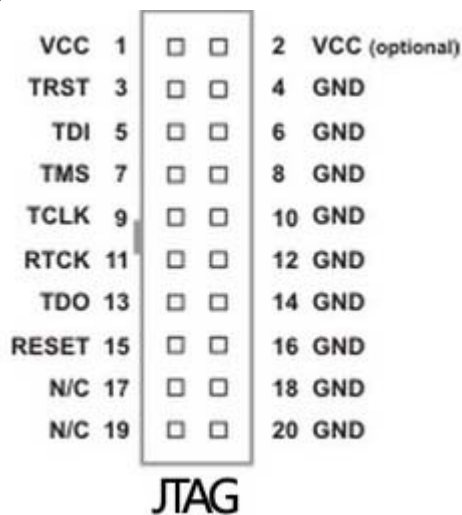 VCC 1 2 VCC (optional)
TRST 3 4 GND
TDI 5 6 GND
TMS 7 8 GND
TCLK 9 10 GND
RTCK 11 12 GND
TDO 13 14 GND
RESET 15 16 GND
N/C 17 18 GND
N/C 19 20 GND
JTAG